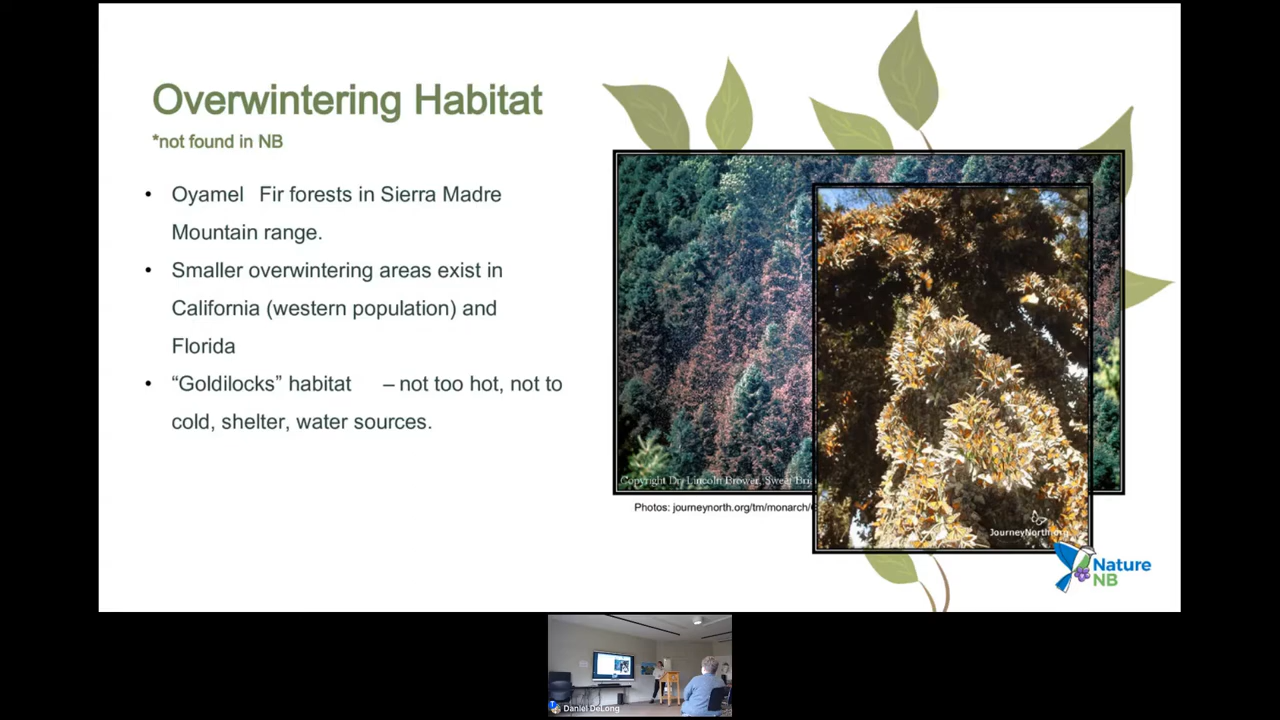 Overwintering Habitat
*not found in NB
• Oyamel Fir forests in Sierra Madre
Mountain range.
• Smaller overwintering areas exist in
California (western population) and
Florida
• “Goldilocks” habitat – not too hot, not to
cold, shelter, water sources.
Copyright Dr. Lincoln Brower, Sweet
Photos: journeynorth.org/tm/monarch/
JourneyNorth.org
Nature
NB
Daniel DeLong